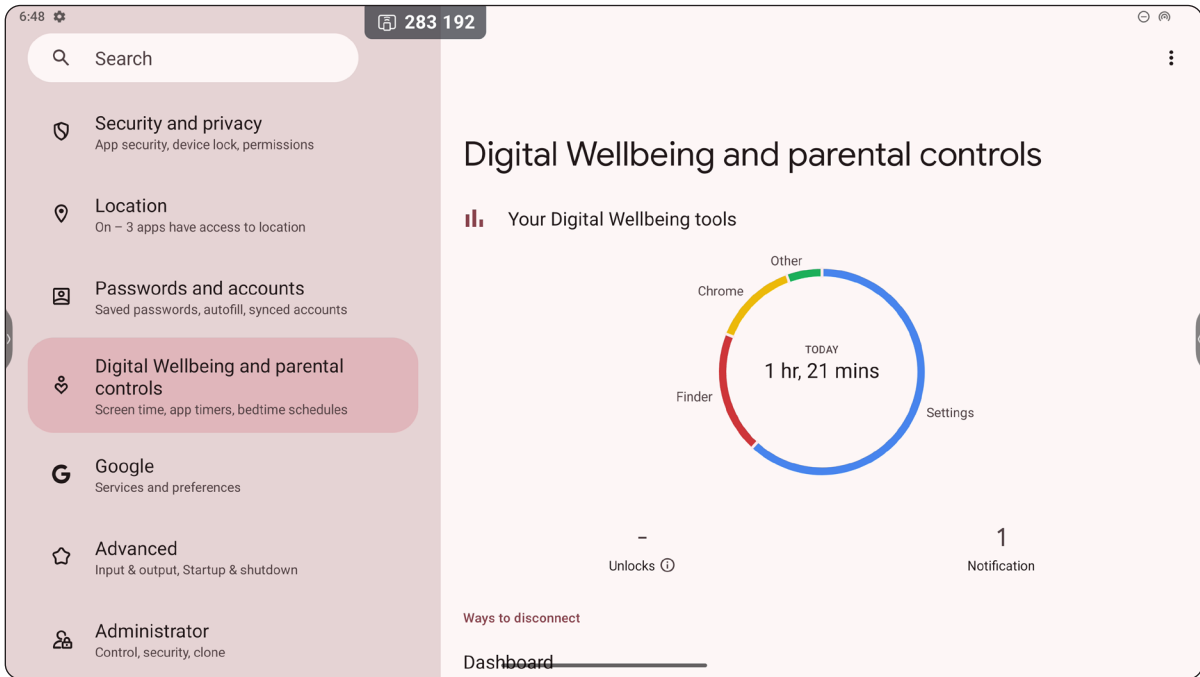 6:48
283 192
Search
Security and privacy
App security, device lock, permissions
Location
On – 3 apps have access to location
Passwords and accounts
Saved passwords, autofill, synced accounts
Digital Wellbeing and parental
controls
Screen time, app timers, bedtime schedules
Google
Services and preferences
Advanced
Input & output, Startup & shutdown
Administrator
Control, security, clone
Digital Wellbeing and parental controls
Your Digital Wellbeing tools
Other
Chrome
TODAY
1 hr, 21 mins
Finder
Settings
-
1
Unlocks
Notification
Ways to disconnect
Dashboard